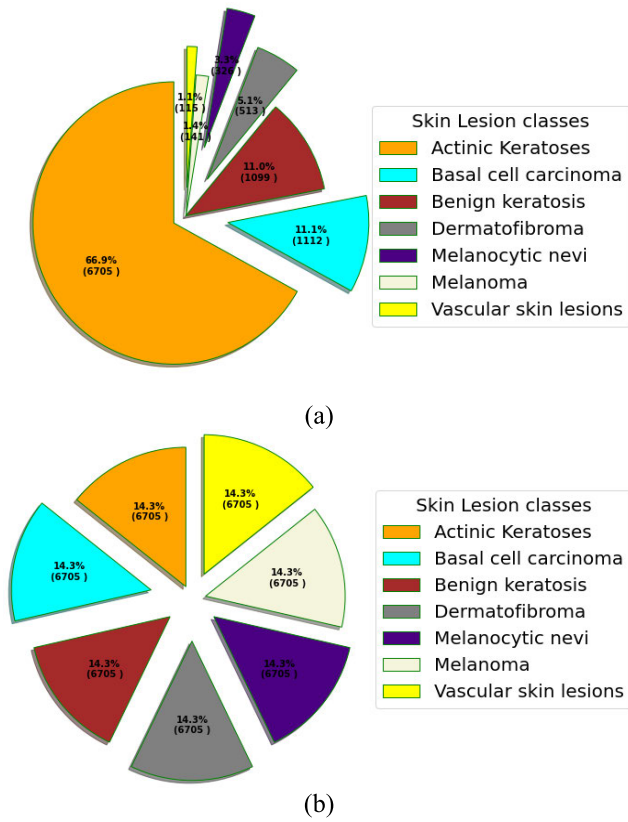 3.3%
(326 )
1.1%
(115 )
5.1%
(513 )
1.4%
(141 )
11.0%
(1099 )
11.1%
(1112 )
66.9%
(6705 )
Skin Lesion classes
Actinic Keratoses
Basal cell carcinoma
Benign keratosis
Dermatofibroma
Melanocytic nevi
Melanoma
Vascular skin lesions
(a)
14.3%
(6705 )
14.3%
(6705 )
14.3%
(6705 )
14.3%
(6705 )
14.3%
(6705 )
14.3%
(6705 )
14.3%
(6705 )
Skin Lesion classes
Actinic Keratoses
Basal cell carcinoma
Benign keratosis
Dermatofibroma
Melanocytic nevi
Melanoma
Vascular skin lesions
(b)